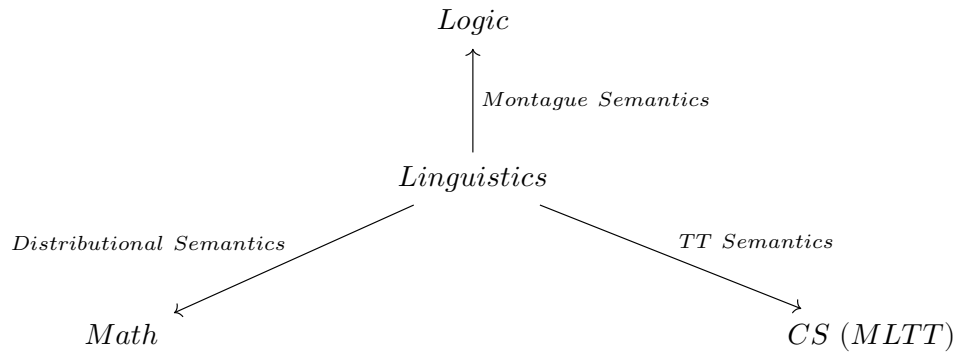 Logic
Montague Semantics
Linguistics
Distributional Semantics
TT Semantics
Math
CS (MLTT)